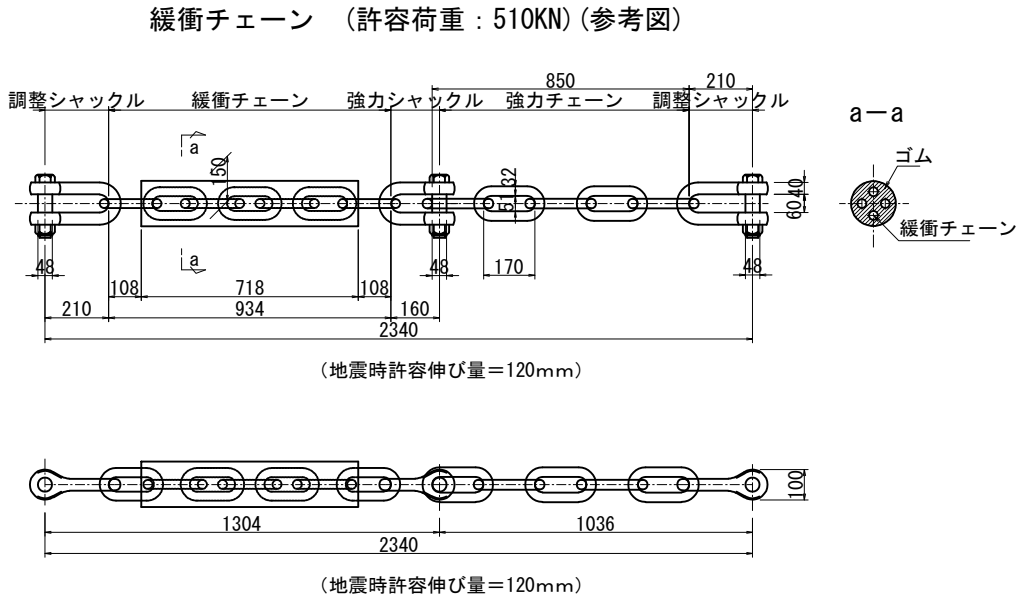 緩衝チェーン （許容荷重：510KN）（参考図）
850 210
調整シャックル 緩衝チェーン 強力シャックル 強力チェーン 調整シャックル
a－a
a
150
32
51
ゴム
40
60
緩衝チェーン
a
48 48 170 48
108 718 108
210 934 160
2340
（地震時許容伸び量＝120mm）
100
1304 1036
2340
（地震時許容伸び量＝120mm）